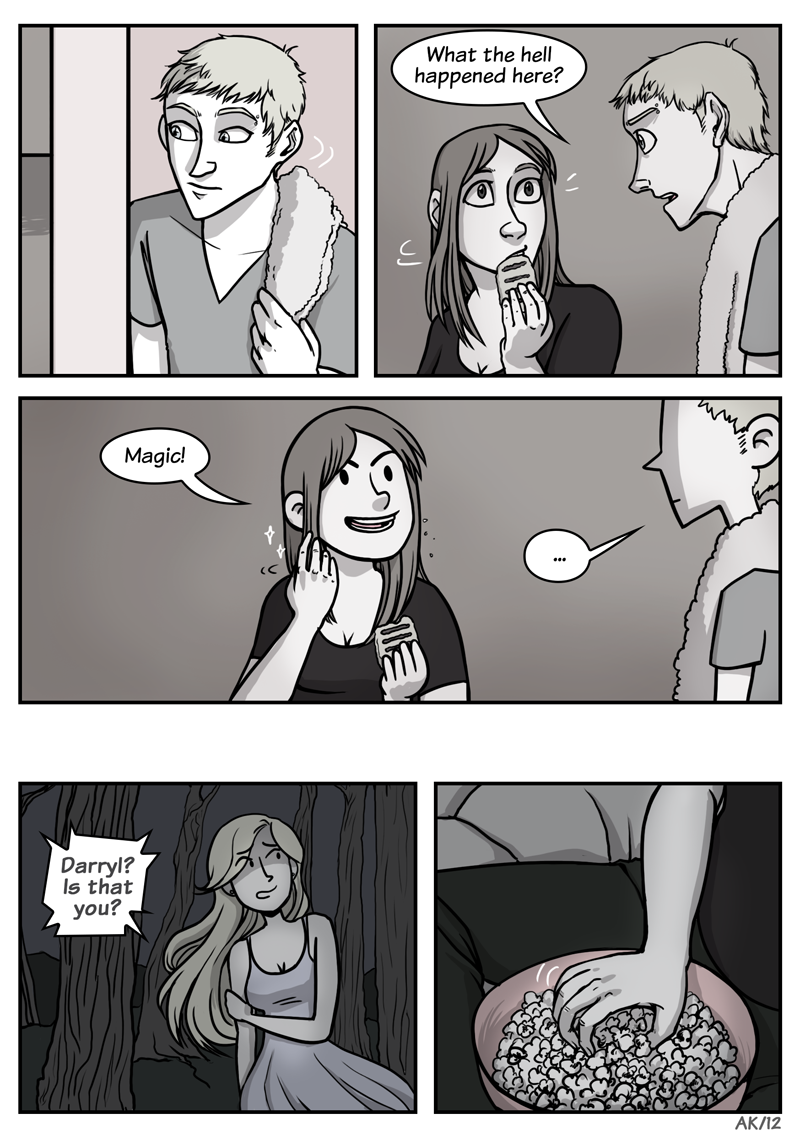 What the hell
happened here?
Magic!
...
Darryl?
Is that
you?
AK/12